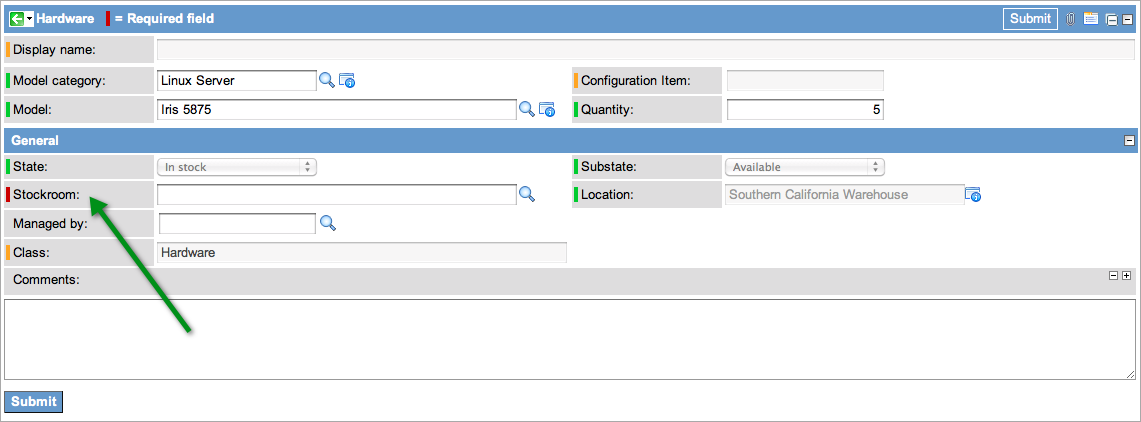 Hardware = Required field Submit
Display name:
Model category: Linux Server Configuration Item:
Model: Iris 5875 Quantity: 5
General
State: In stock Substate: Available
Stockroom: Location: Southern California Warehouse
Managed by:
Class: Hardware
Comments:
Submit